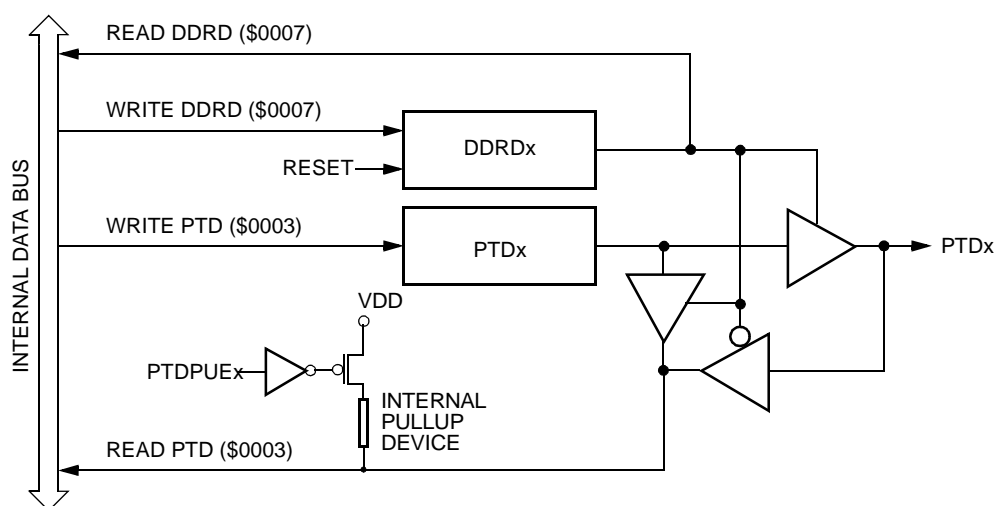 READ DDRD ($0007)
WRITE DDRD ($0007)
DDRDx
RESET
INTERNAL DATA BUS
WRITE PTD ($0003)
PTDx
PTDx
VDD
PTDPUEx
INTERNAL
PULLUP
DEVICE
READ PTD ($0003)